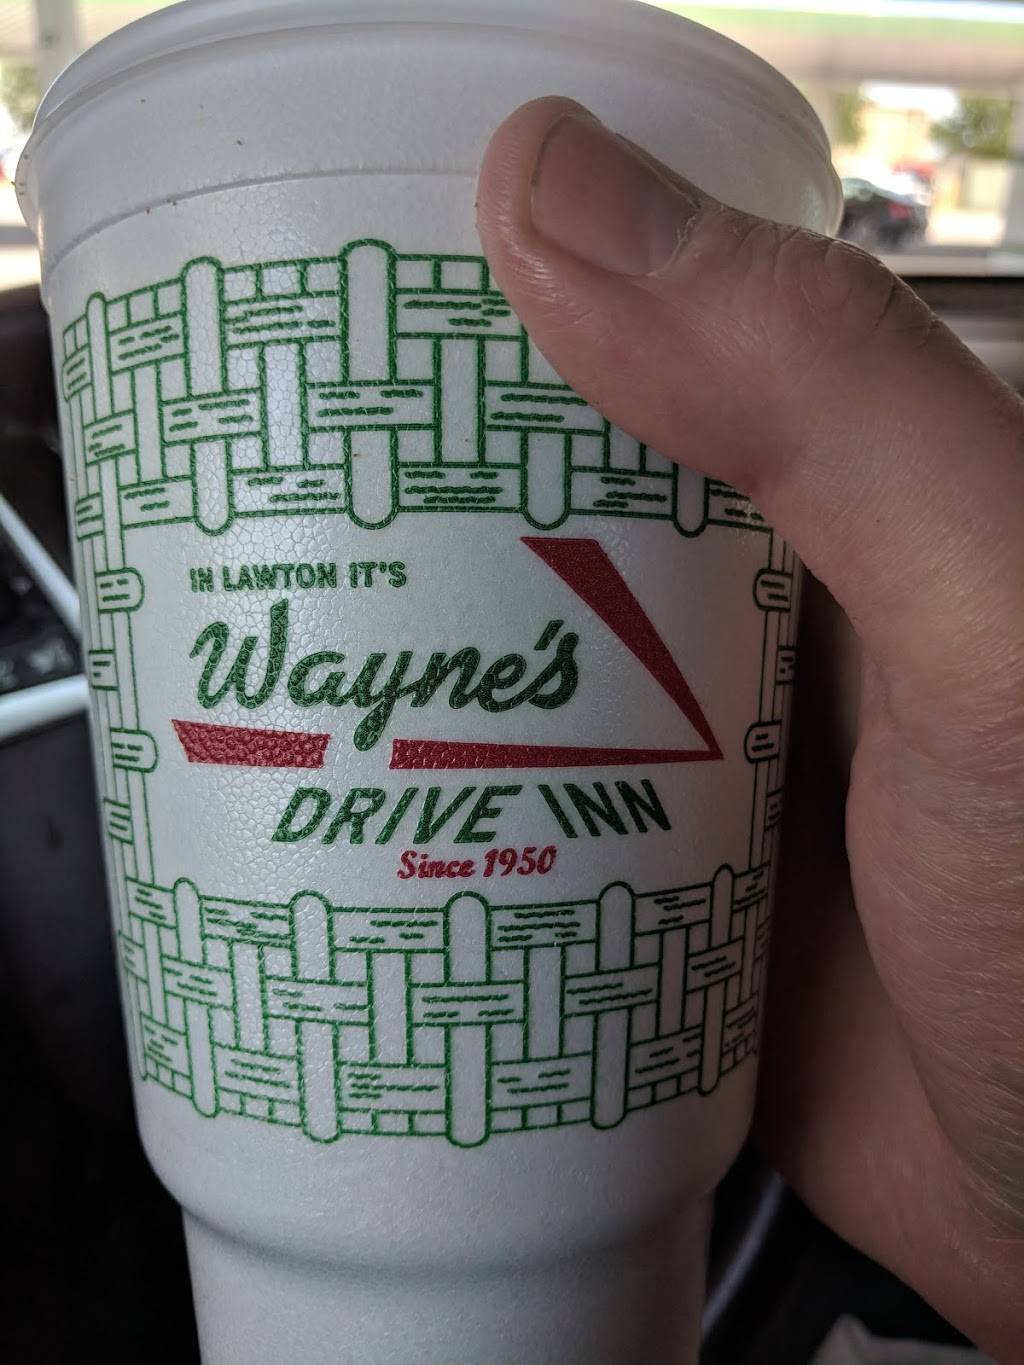 IN LAWTON IT'S
Wayne's
DRIVE INN
Since 1950